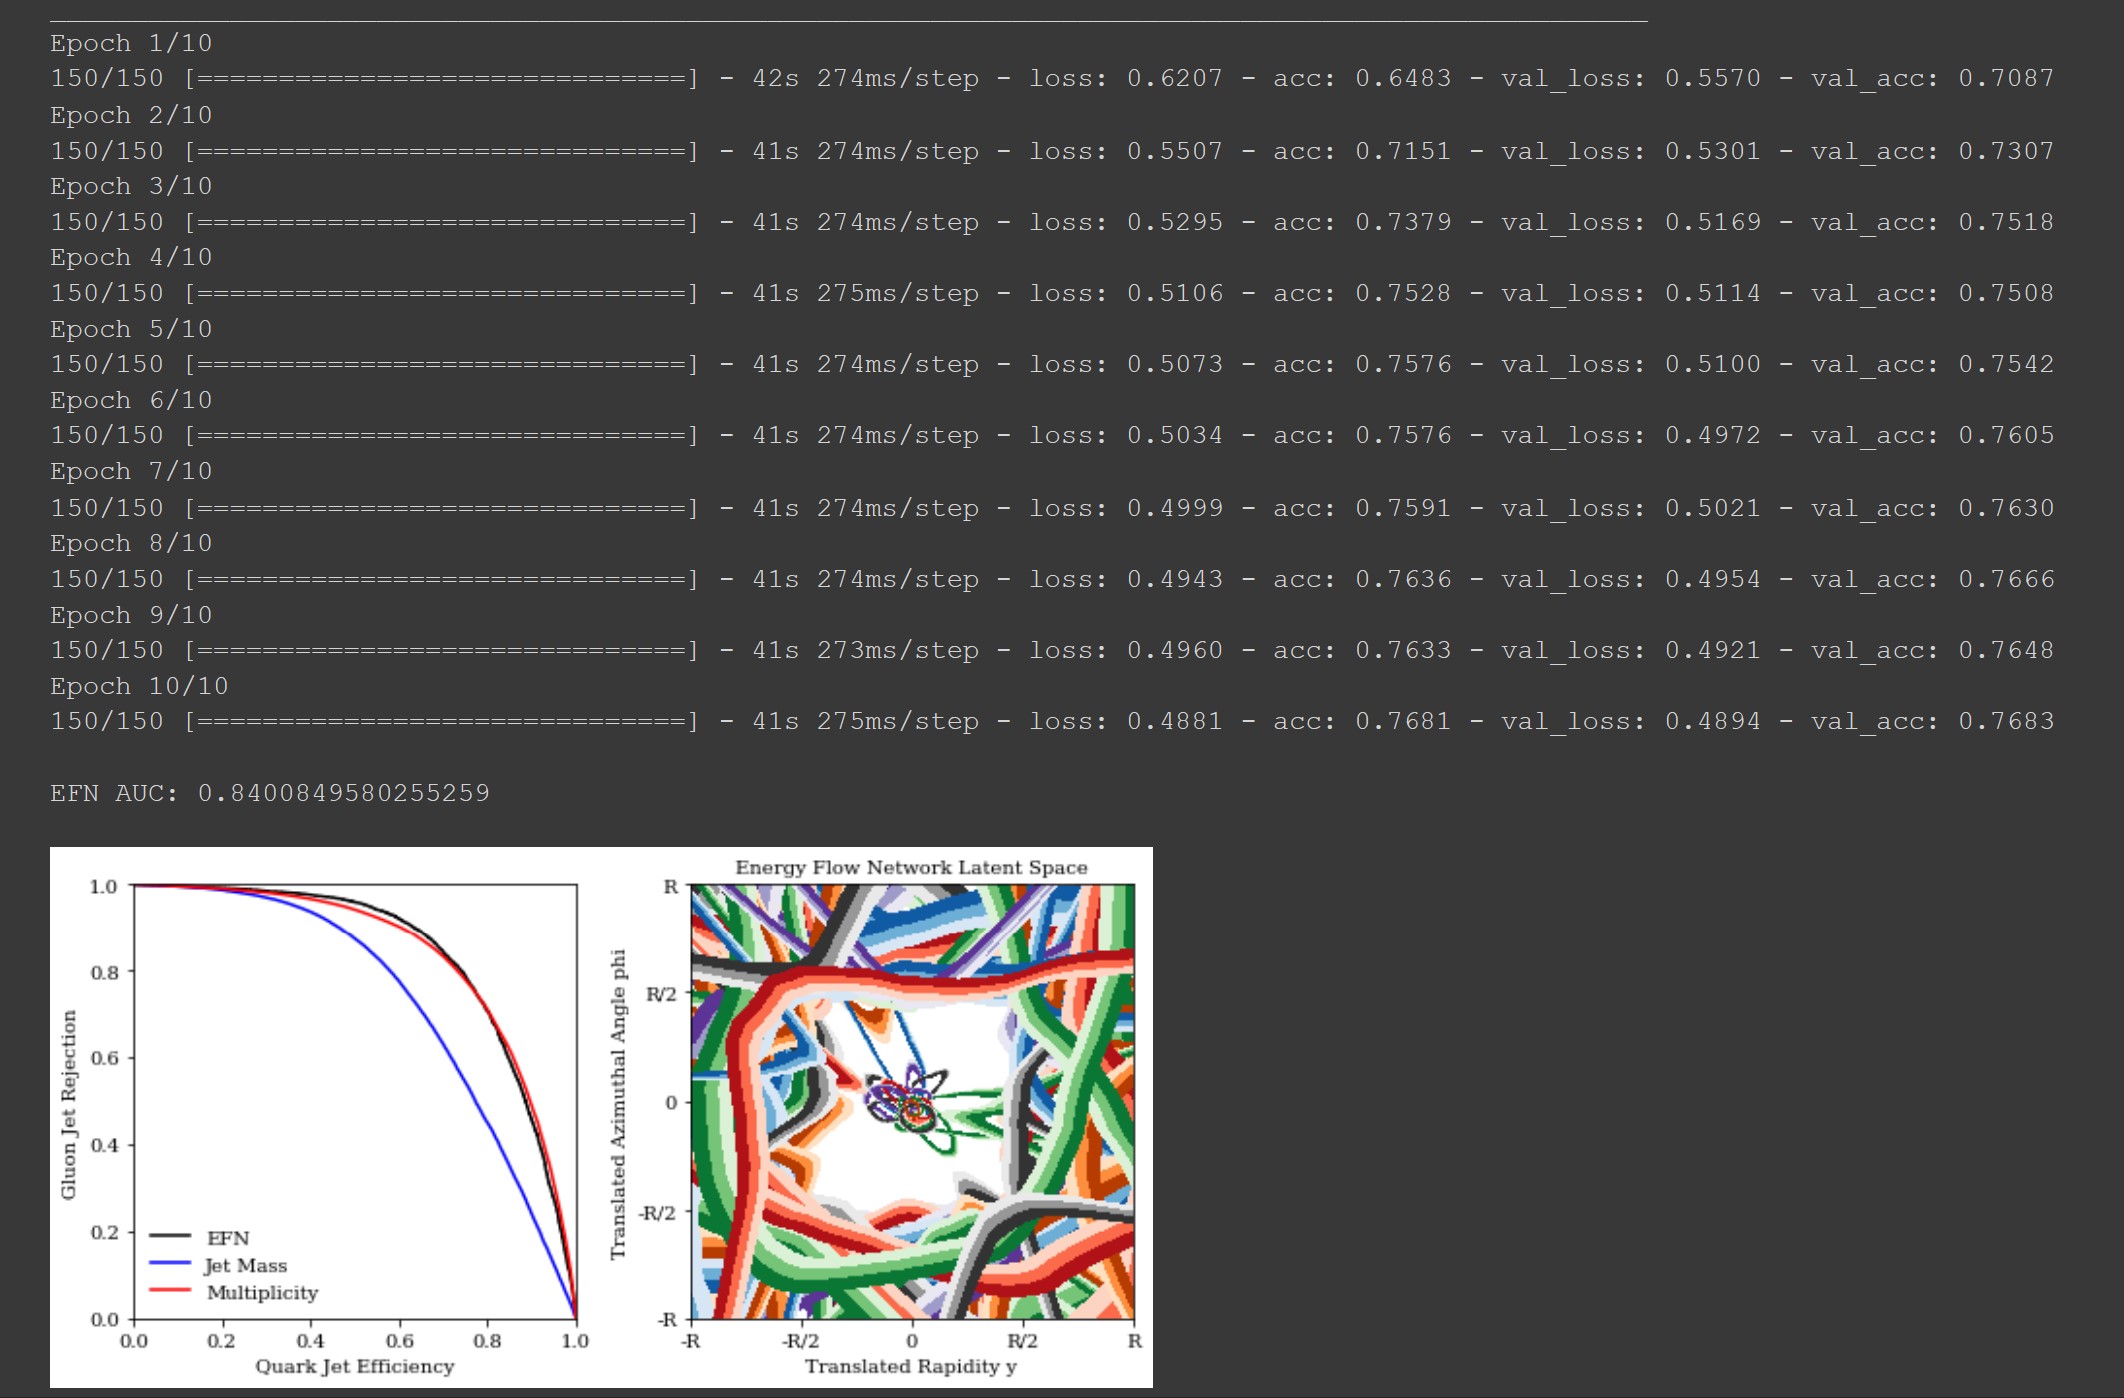 Epoch 1/10
150/150 [==============================] - 42s 274ms/step - loss: 0.6207 - acc: 0.6483 - val_loss: 0.5570 - val_acc: 0.7087
Epoch 2/10
150/150 [==============================] - 41s 274ms/step - loss: 0.5507 - acc: 0.7151 - val_loss: 0.5301 - val_acc: 0.7307
Epoch 3/10
150/150 [==============================] - 41s 274ms/step - loss: 0.5295 - acc: 0.7379 - val_loss: 0.5169 - val_acc: 0.7518
Epoch 4/10
150/150 [==============================] - 41s 275ms/step - loss: 0.5106 - acc: 0.7528 - val_loss: 0.5114 - val_acc: 0.7508
Epoch 5/10
150/150 [==============================] - 41s 274ms/step - loss: 0.5073 - acc: 0.7576 - val_loss: 0.5100 - val_acc: 0.7542
Epoch 6/10
150/150 [==============================] - 41s 274ms/step - loss: 0.5034 - acc: 0.7576 - val_loss: 0.4972 - val_acc: 0.7605
Epoch 7/10
150/150 [==============================] - 41s 274ms/step - loss: 0.4999 - acc: 0.7591 - val_loss: 0.5021 - val_acc: 0.7630
Epoch 8/10
150/150 [==============================] - 41s 274ms/step - loss: 0.4943 - acc: 0.7636 - val_loss: 0.4954 - val_acc: 0.7666
Epoch 9/10
150/150 [==============================] - 41s 273ms/step - loss: 0.4960 - acc: 0.7633 - val_loss: 0.4921 - val_acc: 0.7648
Epoch 10/10
150/150 [==============================] - 41s 275ms/step - loss: 0.4881 - acc: 0.7681 - val_loss: 0.4894 - val_acc: 0.7683
EFN AUC: 0.8400849580255259
Gluon Jet Rejection
1.0
0.8
0.6
0.4
0.2
0.0
EFN
Jet Mass
Multiplicity
0.0 0.2 0.4 0.6 0.8 1.0
Quark Jet Efficiency
Energy Flow Network Latent Space
Translated Azimuthal Angle phi
R
R/2
0
-R/2
-R
-R -R/2 0 R/2 R
Translated Rapidity y